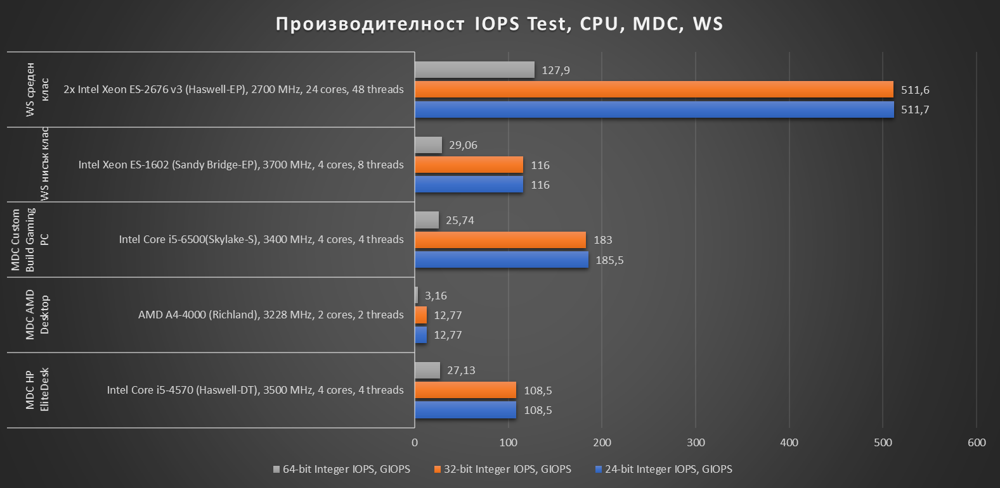 Производителност IOPS Test, CPU, MDC, WS
WS среден
клас
2x Intel Xeon ES-2676 v3 (Haswell-EP), 2700 MHz, 24 cores, 48 threads
127,9
511,6
511,7
WS нисък клас
Intel Xeon ES-1602 (Sandy Bridge-EP), 3700 MHz, 4 cores, 8 threads
29,06
116
116
MDC Custom
Build Gaming
PC
Intel Core i5-6500(Skylake-S), 3400 MHz, 4 cores, 4 threads
25,74
183
185,5
MDC AMD
Desktop
AMD A4-4000 (Richland), 3228 MHz, 2 cores, 2 threads
3,16
12,77
12,77
MDC HP
EliteDesk
Intel Core i5-4570 (Haswell-DT), 3500 MHz, 4 cores, 4 threads
27,13
108,5
108,5
0 100 200 300 400 500 600
64-bit Integer IOPS, GIOPS 32-bit Integer IOPS, GIOPS 24-bit Integer IOPS, GIOPS